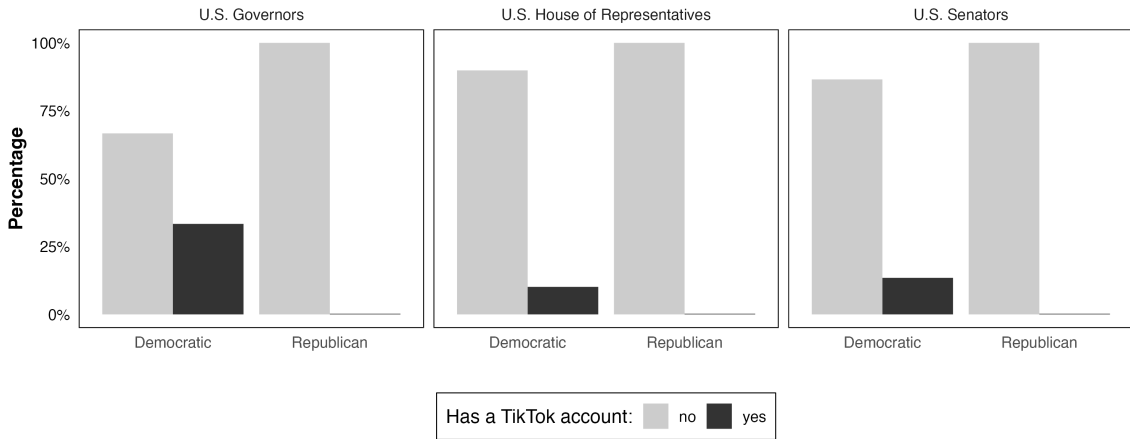 U.S. Governors U.S. House of Representatives U.S. Senators
Percentage
100%
75%
50%
25%
0%
Democratic Republican Democratic Republican Democratic Republican
Has a TikTok account: no yes